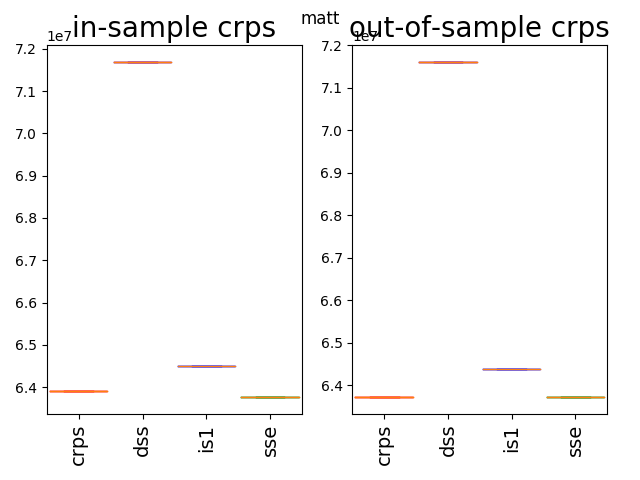 matt
in-sample crps
1e7
7.2
7.1
7.0
6.9
6.8
6.7
6.6
6.5
6.4
crps
dss
is1
sse
out-of-sample crps
1e7
7.2
7.1
7.0
6.9
6.8
6.7
6.6
6.5
6.4
crps
dss
is1
sse